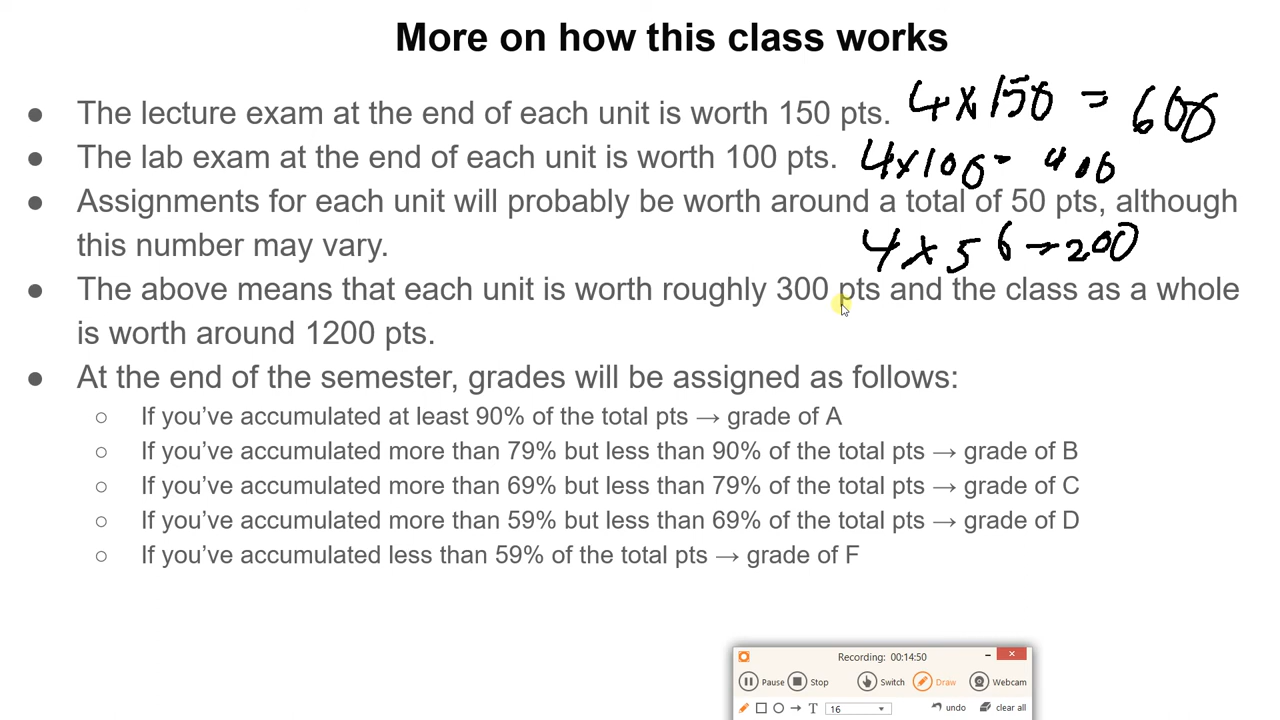 More on how this class works
● The lecture exam at the end of each unit is worth 150 pts. 4 x 150 = 600
● The lab exam at the end of each unit is worth 100 pts. 4 x 100 = 400
● Assignments for each unit will probably be worth around a total of 50 pts, although
this number may vary. 4 x 50 → 200
● The above means that each unit is worth roughly 300 pts and the class as a whole
is worth around 1200 pts.
● At the end of the semester, grades will be assigned as follows:
○ If you’ve accumulated at least 90% of the total pts → grade of A
○ If you’ve accumulated more than 79% but less than 90% of the total pts → grade of B
○ If you’ve accumulated more than 69% but less than 79% of the total pts → grade of C
○ If you’ve accumulated more than 59% but less than 69% of the total pts → grade of D
○ If you’ve accumulated less than 59% of the total pts → grade of F
Recording: 00:14:50
Pause Stop Switch Draw Webcam
T 16 undo clear all